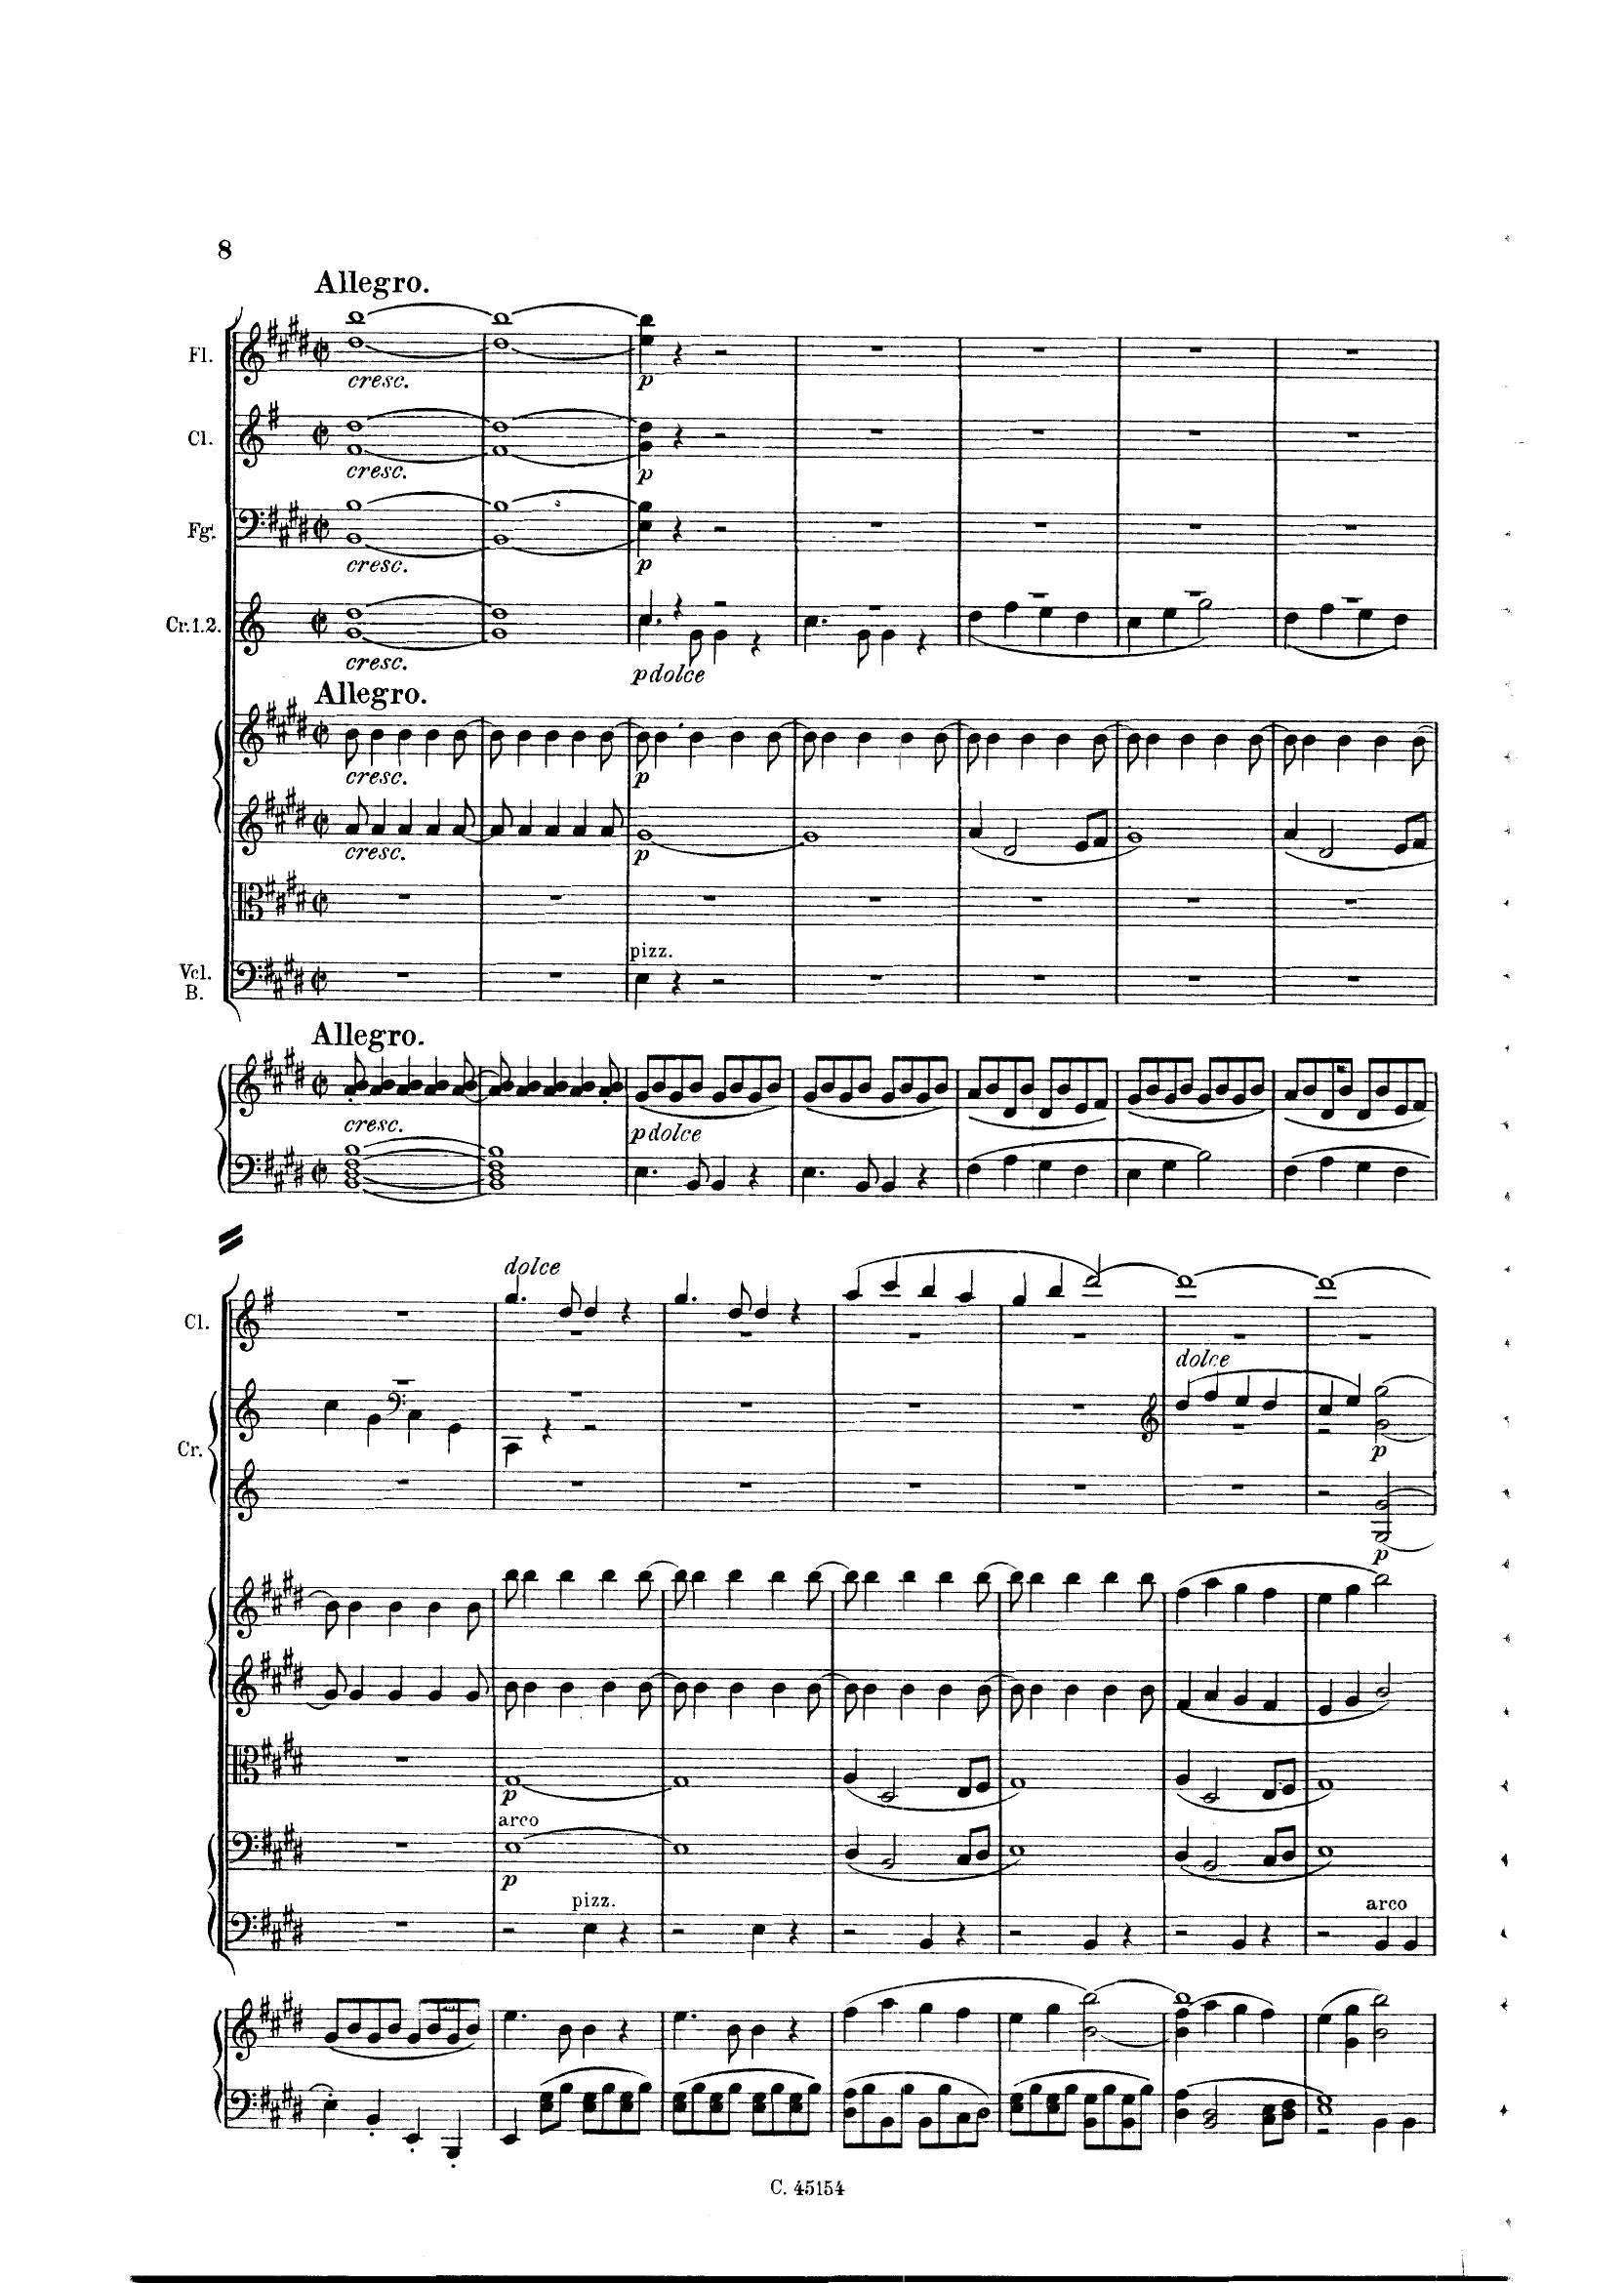 8
Allegro.
Fl.
cresc.
p
Cl.
cresc.
p
Fg.
cresc.
p
Cr. 1. 2.
cresc.
p dolce
Allegro.
cresc.
p
cresc.
p
pizz.
Vcl.
B.
Allegro.
cresc.
p dolce
dolce
Cl.
dolce
Cr.
p
p
p
arco
p
pizz.
arco
C. 45154